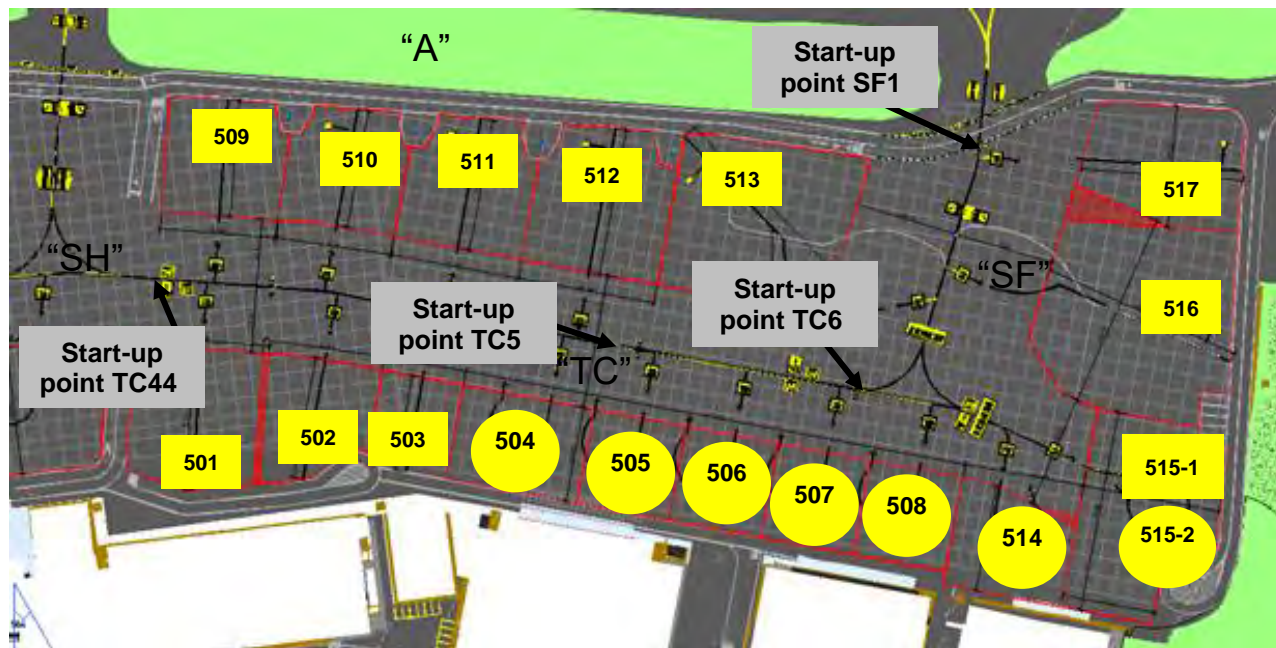 “A”
Start-up
point SF1
509
510
511
512
513
517
“SH”
“SF”
516
Start-up
point TC5
Start-up
point TC6
Start-up
point TC44
“TC”
501
502
503
504
505
506
507
508
514
515-1
515-2